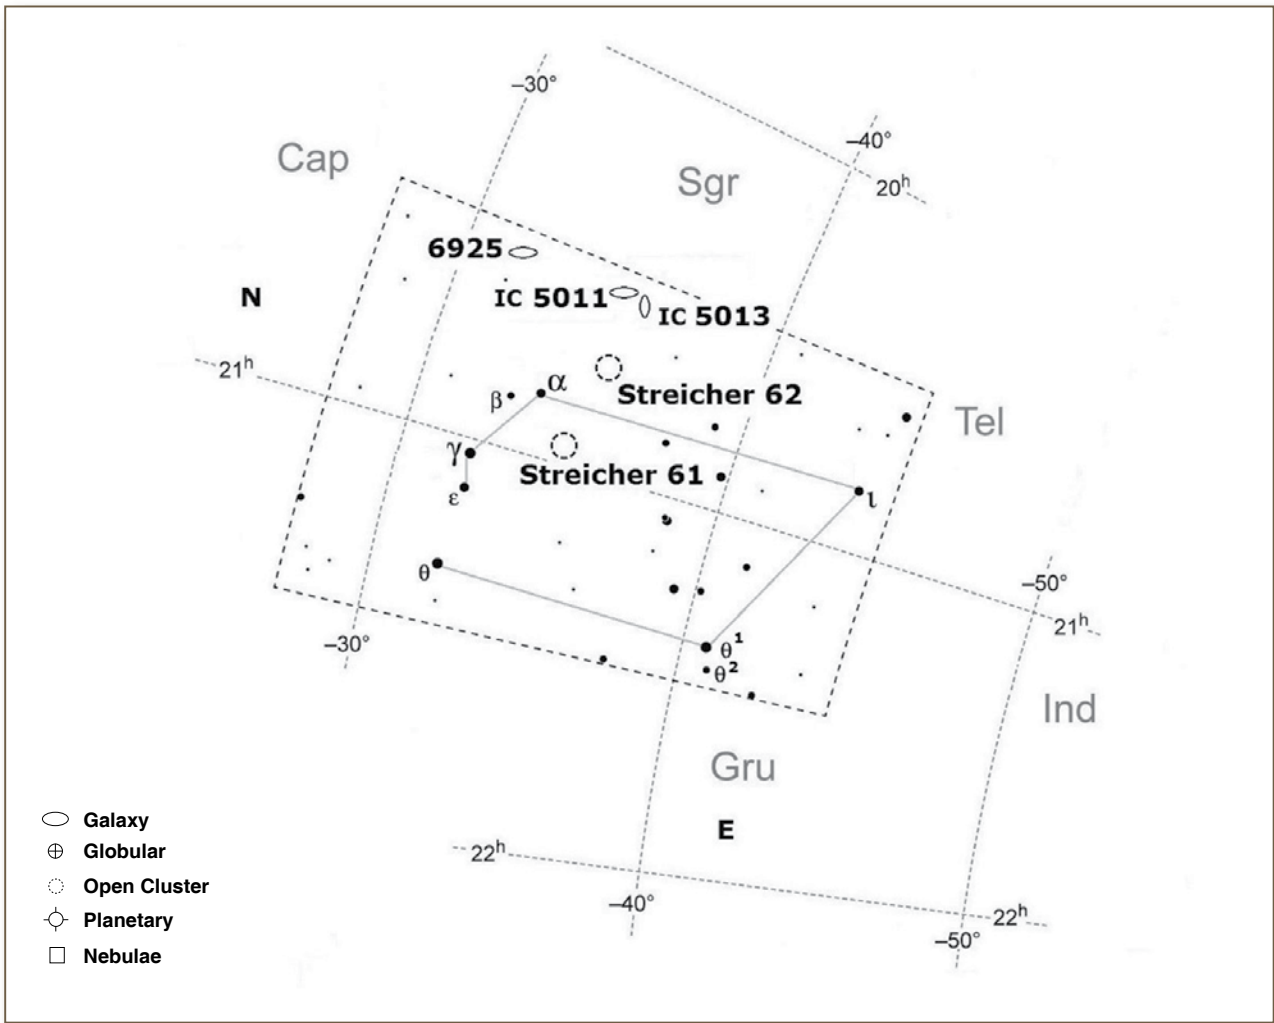 –30°
–40°
Cap
Sgr
20ʰ
6925
N
IC 5011
IC 5013
21ʰ
α
β
Streicher 62
Tel
γ
Streicher 61
ε
ι
θ
–50°
21ʰ
–30°
θ¹
θ²
Ind
Gru
E
22ʰ
–40°
22ʰ
–50°
Galaxy
Globular
Open Cluster
Planetary
Nebulae